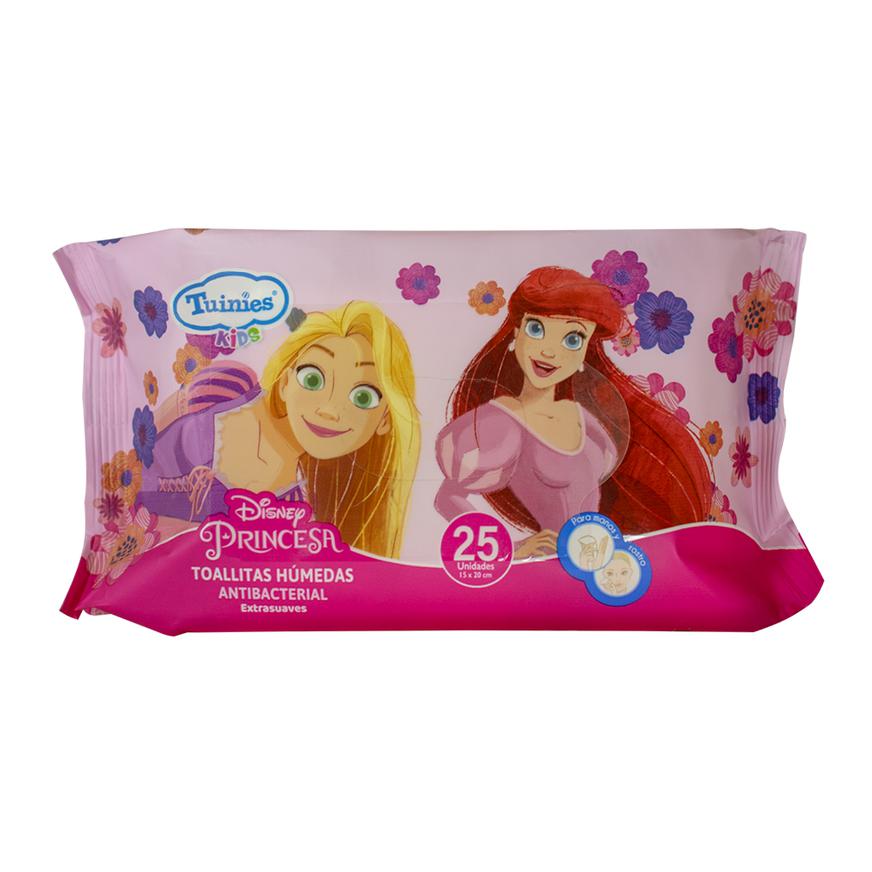 Tuinies®
KiDS
Disney
PRINCESA
TOALLITAS HÚMEDAS
ANTIBACTERIAL
Extrasuaves
25
Unidades
15 x 20 cm
Para manos y rostro